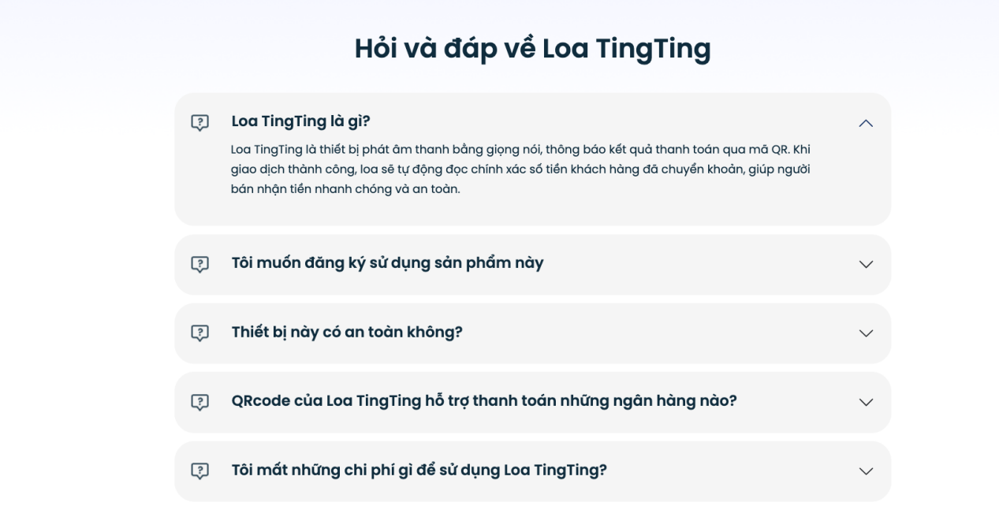 Hỏi và đáp về Loa TingTing
Loa TingTing là gì?
Loa TingTing là thiết bị phát âm thanh bằng giọng nói, thông báo kết quả thanh toán qua mã QR. Khi
giao dịch thành công, loa sẽ tự động đọc chính xác số tiền khách hàng đã chuyển khoản, giúp người
bán nhận tiền nhanh chóng và an toàn.
Tôi muốn đăng ký sử dụng sản phẩm này
Thiết bị này có an toàn không?
QRcode của Loa TingTing hỗ trợ thanh toán những ngân hàng nào?
Tôi mất những chi phí gì để sử dụng Loa TingTing?